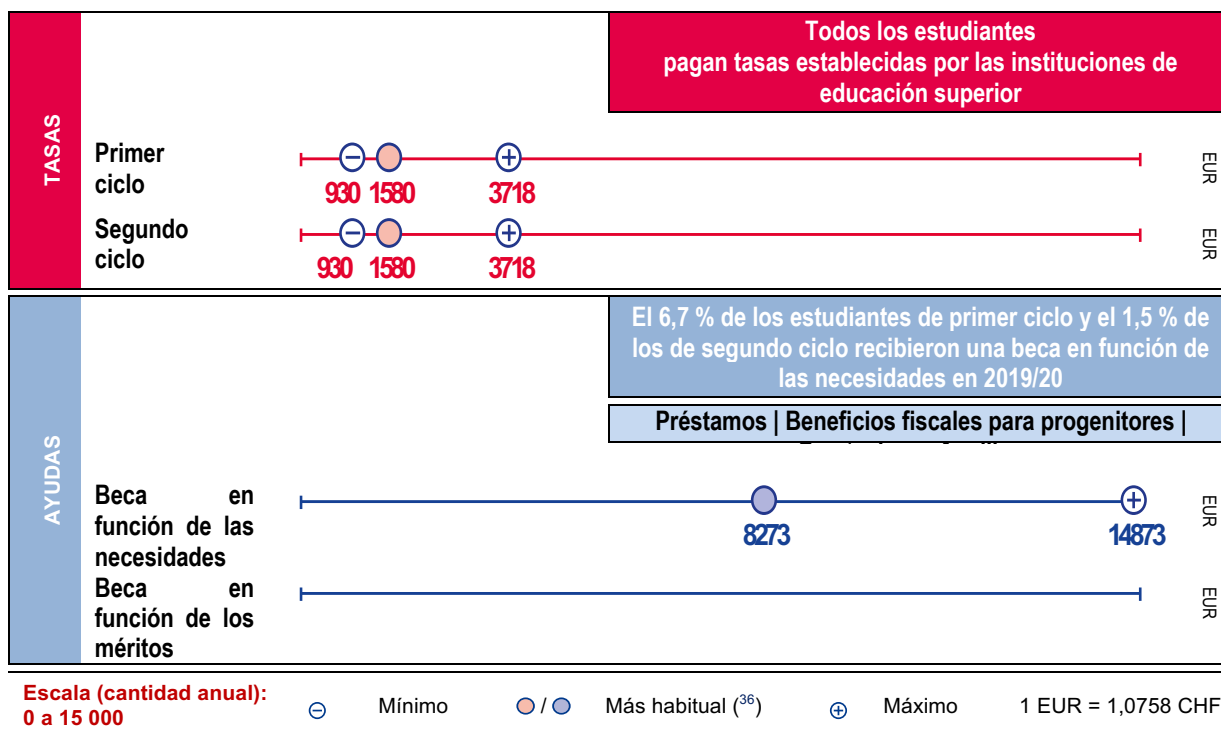 Todos los estudiantes
pagan tasas establecidas por las instituciones de
educación superior
TASAS
Primer
ciclo
930 1580 3718
EUR
Segundo
ciclo
930 1580 3718
EUR
El 6,7 % de los estudiantes de primer ciclo y el 1,5 % de
los de segundo ciclo recibieron una beca en función de
las necesidades en 2019/20
Préstamos | Beneficios fiscales para progenitores |
AYUDAS
Beca en
función de las
necesidades
8273 14873
EUR
Beca en
función de los
méritos
EUR
Escala (cantidad anual):
0 a 15 000
Mínimo / Más habitual (36) Máximo 1 EUR = 1,0758 CHF